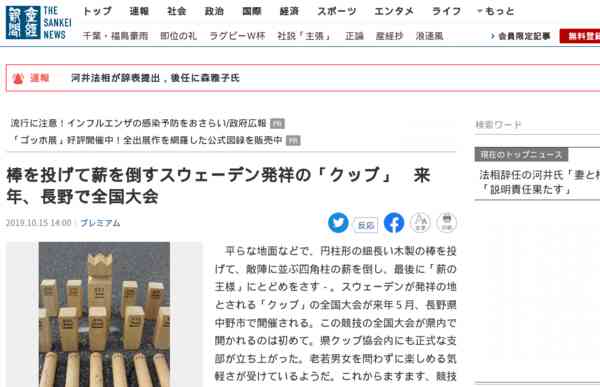 産経新聞
THE SANKEI NEWS
トップ 速報 社会 政治 国際 経済 スポーツ エンタメ ライフ もっと
千葉・福島豪雨 即位の礼 ラグビーW杯 社説「主張」 正論 産経抄 浪速風
会員限定記事
無料会員登録
速報 河井法相が辞表提出，後任に森雅子氏
流行に注意！インフルエンザの感染予防をおさらい/政府広報 PR
「ゴッホ展」好評開催中！全出展作を網羅した公式図録を販売中 PR
検索ワード
棒を投げて薪を倒すスウェーデン発祥の「クップ」 来
年、長野で全国大会
2019.10.15 14:00 プレミアム
反応
文字
印刷
現在のトップニュース
法相辞任の河井氏「妻と
「説明責任果たす」
平らな地面などで、円柱形の細長い木製の棒を投
げて、敵陣に並ぶ四角柱の薪を倒し、最後に「薪の
王様」にとどめをさす－。スウェーデンが発祥の地
とされる「クップ」の全国大会が来年５月、長野県
中野市で開催される。この競技の全国大会が県内で
開かれるのは初めて。県クップ協会内にも正式な支
部が立ち上がった。老若男女を問わずに楽しめる気
軽さが受けているようだ。これからますます、競技